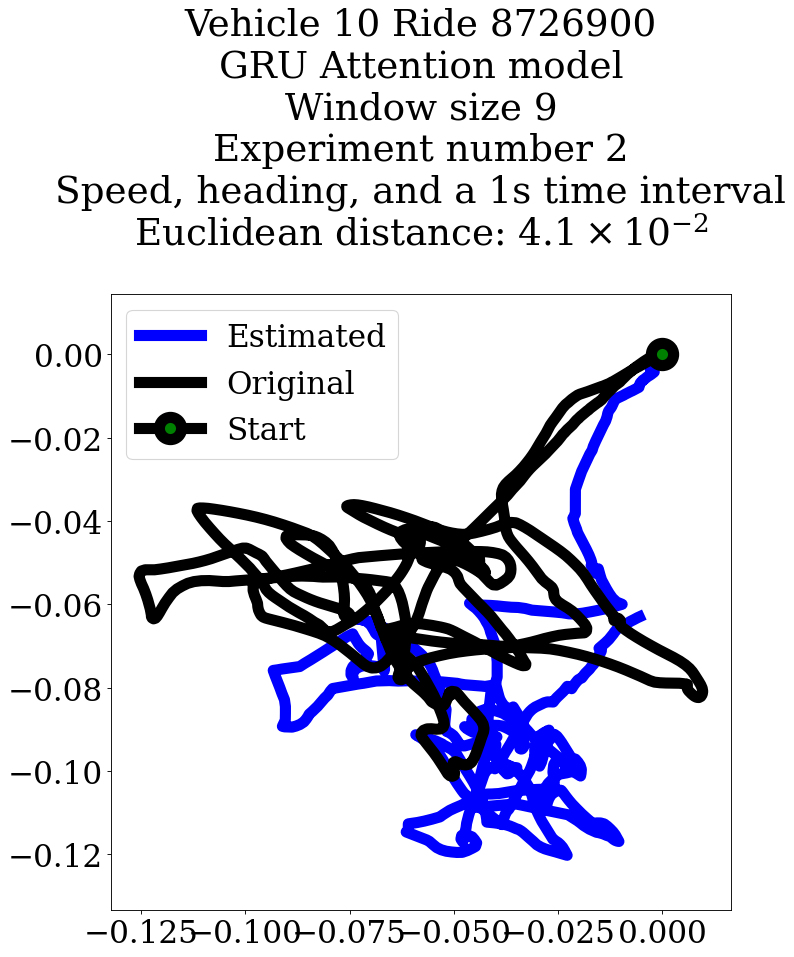 Vehicle 10 Ride 8726900
GRU Attention model
Window size 9
Experiment number 2
Speed, heading, and a 1s time interval
Euclidean distance: 4.1 × 10⁻²
Estimated
Original
Start
0.00
−0.02
−0.04
−0.06
−0.08
−0.10
−0.12
−0.125 −0.100 −0.075 −0.050 −0.025 0.000